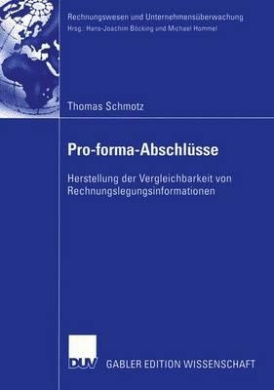 Rechnungswesen und Unternehmensüberwachung
Hrsg.: Hans-Joachim Böcking und Michael Hommel
Thomas Schmotz
Pro-forma-Abschlüsse
Herstellung der Vergleichbarkeit von
Rechnungslegungsinformationen
DUV
GABLER EDITION WISSENSCHAFT